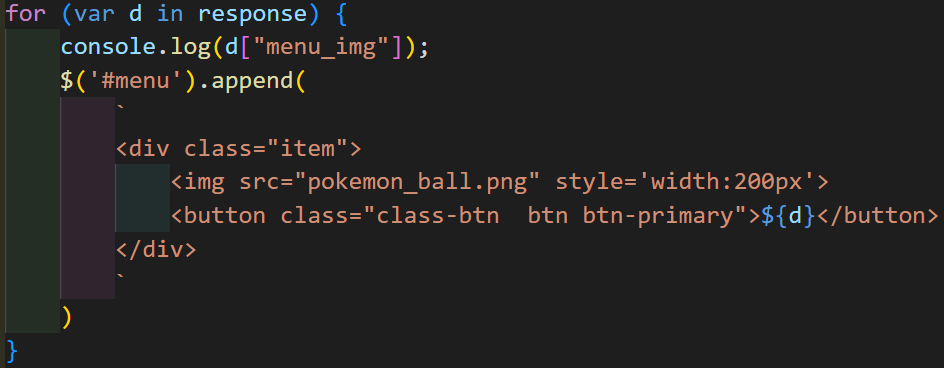 for (var d in response) {
    console.log(d["menu_img"]);
    $('#menu').append(
        `
        <div class="item">
            <img src="pokemon_ball.png" style='width:200px'>
            <button class="class-btn  btn btn-primary">${d}</button>
        </div>
        `
    )
}